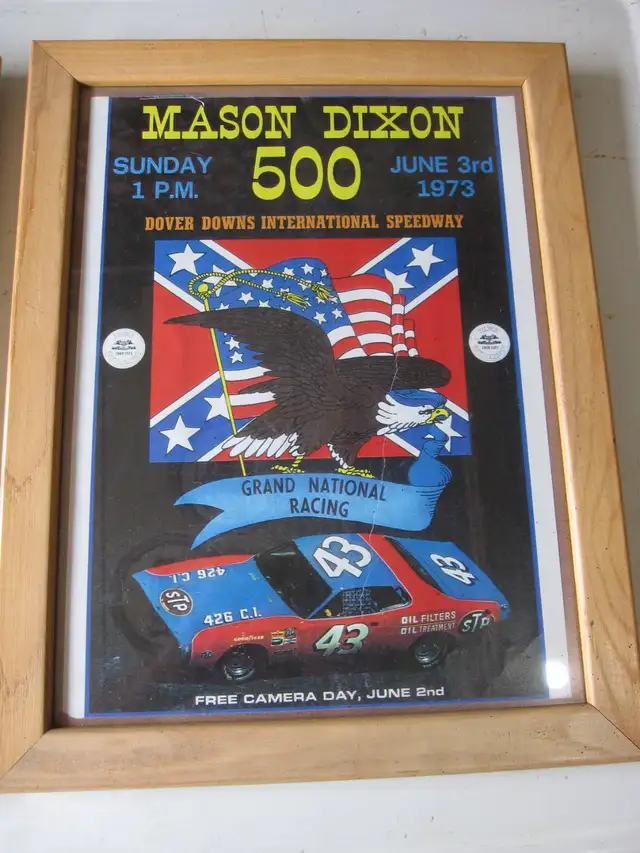 MASON DIXON
SUNDAY
1 P.M.
500
JUNE 3rd
1973
DOVER DOWNS INTERNATIONAL SPEEDWAY
GRAND NATIONAL
RACING
43
43
426 C.I.
STP
426 C.I.
GOODYEAR
43
OIL FILTERS
OIL TREATMENT
STP
FREE CAMERA DAY, JUNE 2nd